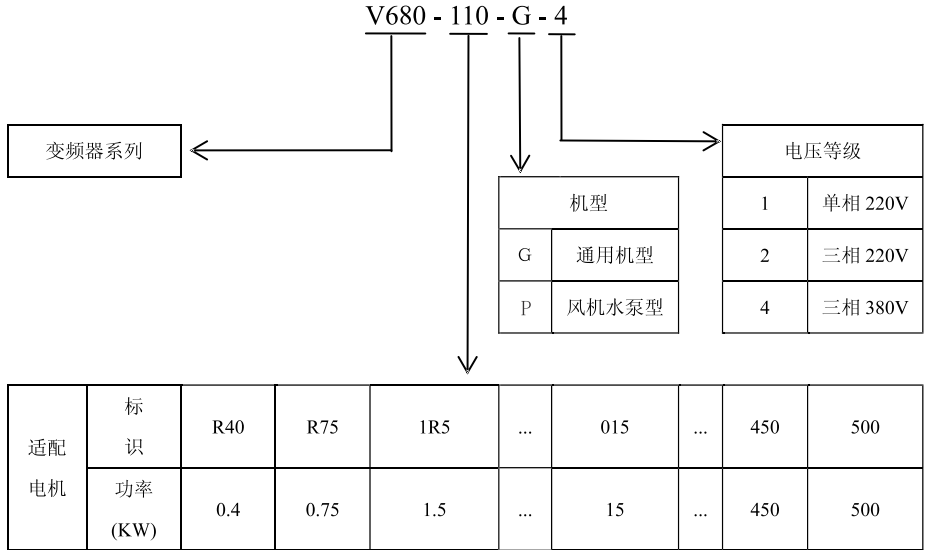 V680 - 110 - G - 4
变频器系列
电压等级
1 单相 220V
2 三相 220V
4 三相 380V
机型
G 通用机型
P 风机水泵型
适配
电机
标
识
R40 R75 1R5 ... 015 ... 450 500
功率
(KW)
0.4 0.75 1.5 ... 15 ... 450 500